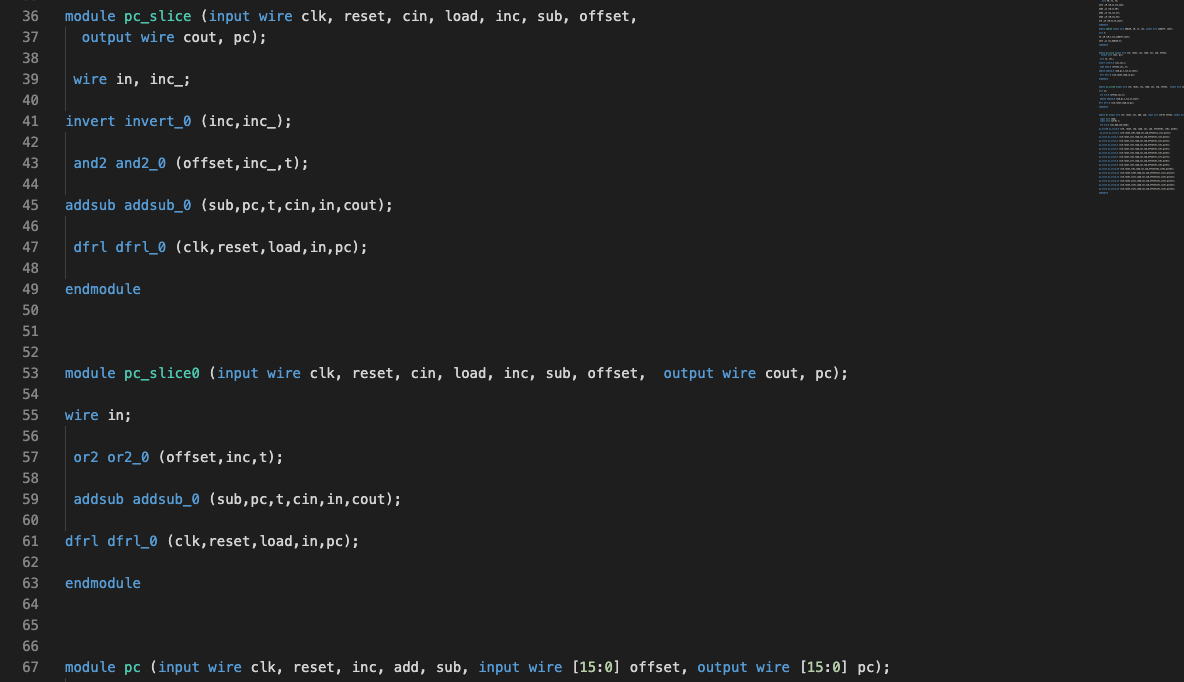 36 module pc_slice (input wire clk, reset, cin, load, inc, sub, offset,
37 output wire cout, pc);
38
39 wire in, inc_;
40
41 invert invert_0 (inc,inc_);
42
43 and2 and2_0 (offset,inc_,t);
44
45 addsub addsub_0 (sub,pc,t,cin,in,cout);
46
47 dfrl dfrl_0 (clk,reset,load,in,pc);
48
49 endmodule
50
51
52
53 module pc_slice0 (input wire clk, reset, cin, load, inc, sub, offset,  output wire cout, pc);
54
55 wire in;
56
57 or2 or2_0 (offset,inc,t);
58
59 addsub addsub_0 (sub,pc,t,cin,in,cout);
60
61 dfrl dfrl_0 (clk,reset,load,in,pc);
62
63 endmodule
64
65
66
67 module pc (input wire clk, reset, inc, add, sub, input wire [15:0] offset, output wire [15:0] pc);